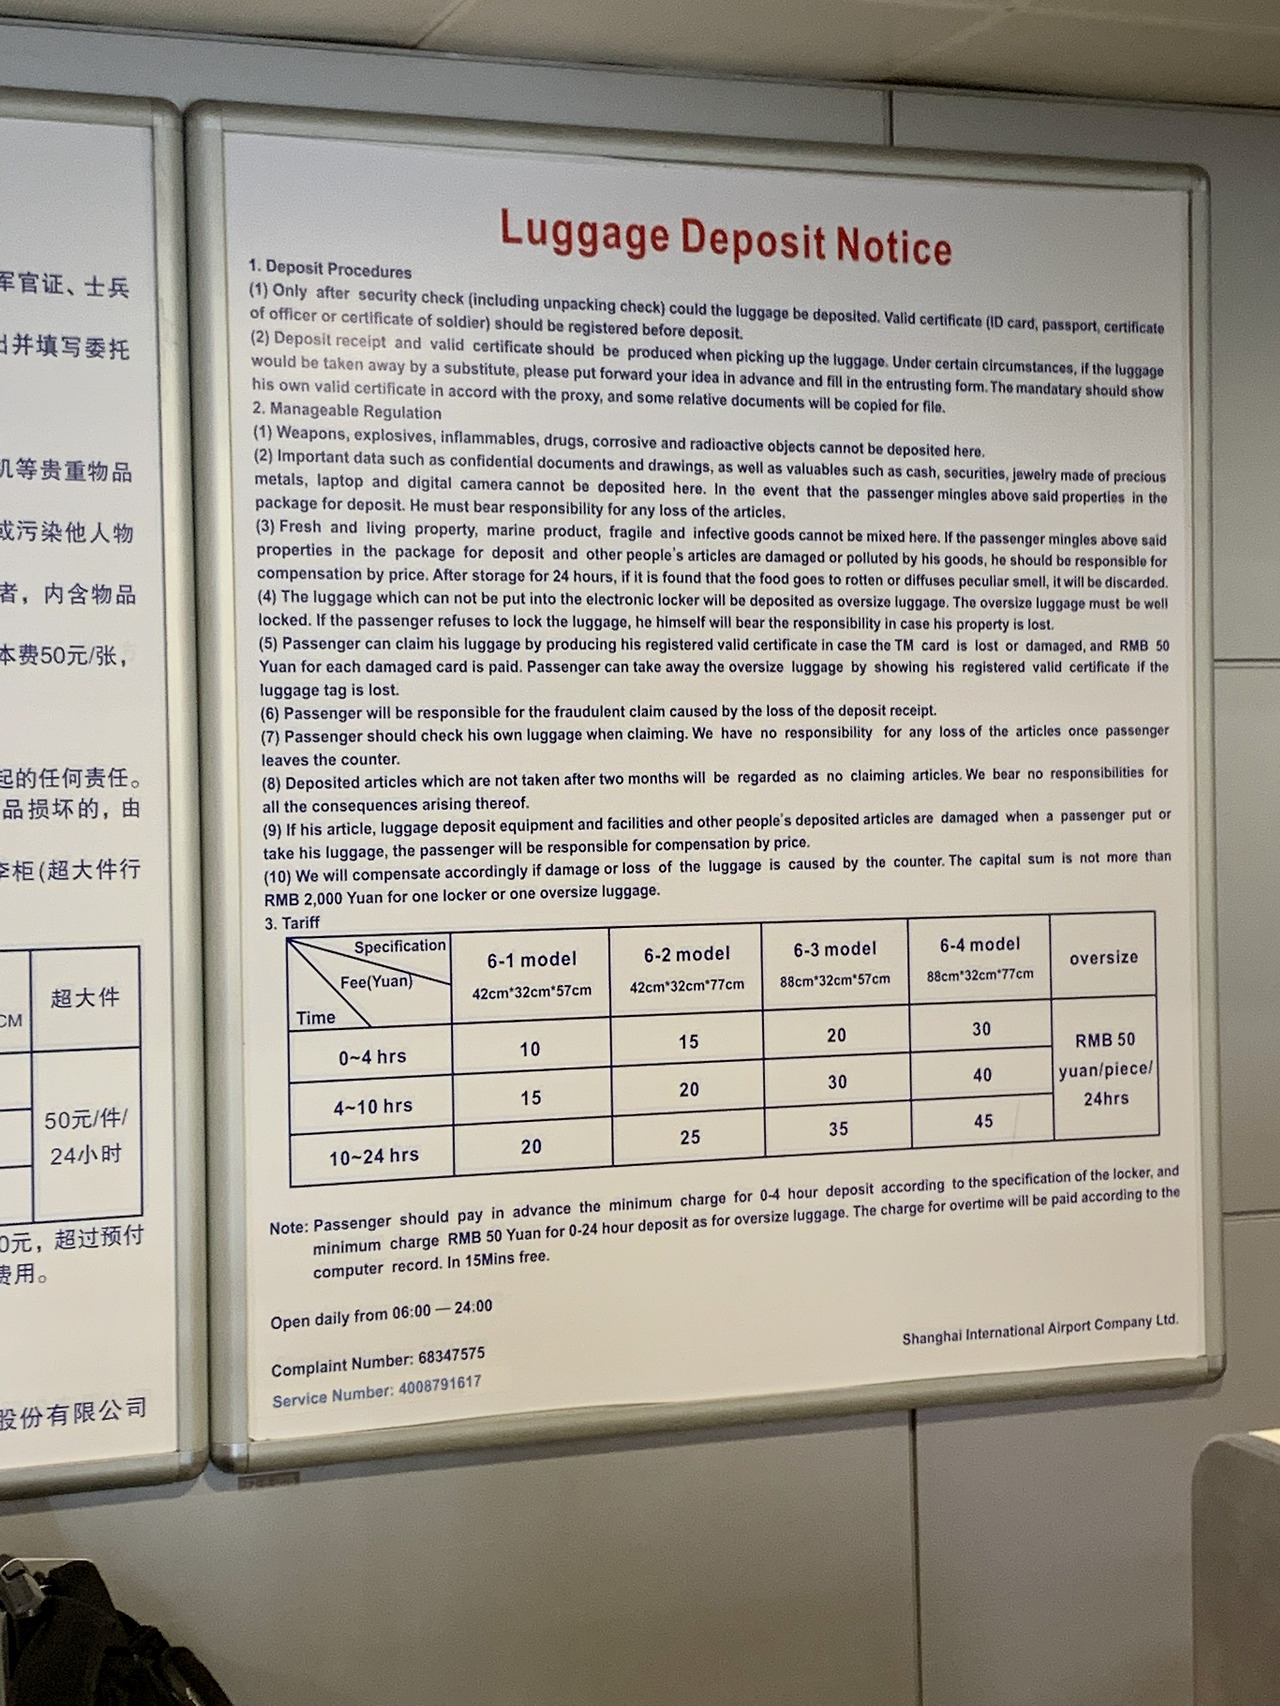 军官证、士兵
出并填写委托
机等贵重物品
或污染他人物
者，内含物品
本费50元/张，
起的任何责任。
品损坏的，由
李柜(超大件行
CM
超大件
50元/件/
24小时
0元，超过预付
费用。
股份有限公司
Luggage Deposit Notice
1. Deposit Procedures
(1) Only after security check (including unpacking check) could the luggage be deposited. Valid certificate (ID card, passport, certificate
of officer or certificate of soldier) should be registered before deposit.
(2) Deposit receipt and valid certificate should be produced when picking up the luggage. Under certain circumstances, if the luggage
would be taken away by a substitute, please put forward your idea in advance and fill in the entrusting form. The mandatary should show
his own valid certificate in accord with the proxy, and some relative documents will be copied for file.
2. Manageable Regulation
(1) Weapons, explosives, inflammables, drugs, corrosive and radioactive objects cannot be deposited here.
(2) Important data such as confidential documents and drawings, as well as valuables such as cash, securities, jewelry made of precious
metals, laptop and digital camera cannot be deposited here. In the event that the passenger mingles above said properties in the
package for deposit. He must bear responsibility for any loss of the articles.
(3) Fresh and living property, marine product, fragile and infective goods cannot be mixed here. If the passenger mingles above said
properties in the package for deposit and other people's articles are damaged or polluted by his goods, he should be responsible for
compensation by price. After storage for 24 hours, if it is found that the food goes to rotten or diffuses peculiar smell, it will be discarded.
(4) The luggage which can not be put into the electronic locker will be deposited as oversize luggage. The oversize luggage must be well
locked. If the passenger refuses to lock the luggage, he himself will bear the responsibility in case his property is lost.
(5) Passenger can claim his luggage by producing his registered valid certificate in case the TM card is lost or damaged, and RMB 50
Yuan for each damaged card is paid. Passenger can take away the oversize luggage by showing his registered valid certificate if the
luggage tag is lost.
(6) Passenger will be responsible for the fraudulent claim caused by the loss of the deposit receipt.
(7) Passenger should check his own luggage when claiming. We have no responsibility for any loss of the articles once passenger
leaves the counter.
(8) Deposited articles which are not taken after two months will be regarded as no claiming articles. We bear no responsibilities for
all the consequences arising thereof.
(9) If his article, luggage deposit equipment and facilities and other people's deposited articles are damaged when a passenger put or
take his luggage, the passenger will be responsible for compensation by price.
(10) We will compensate accordingly if damage or loss of the luggage is caused by the counter. The capital sum is not more than
RMB 2,000 Yuan for one locker or one oversize luggage.
3. Tariff
Specification
Fee(Yuan)
Time
6-1 model
42cm*32cm*57cm
6-2 model
42cm*32cm*77cm
6-3 model
88cm*32cm*57cm
6-4 model
88cm*32cm*77cm
oversize
0~4 hrs 10 15 20 30
4~10 hrs 15 20 30 40
10~24 hrs 20 25 35 45
RMB 50
yuan/piece/
24hrs
Note: Passenger should pay in advance the minimum charge for 0-4 hour deposit according to the specification of the locker, and
minimum charge RMB 50 Yuan for 0-24 hour deposit as for oversize luggage. The charge for overtime will be paid according to the
computer record. In 15Mins free.
Open daily from 06:00 — 24:00
Shanghai International Airport Company Ltd.
Complaint Number: 68347575
Service Number: 4008791617